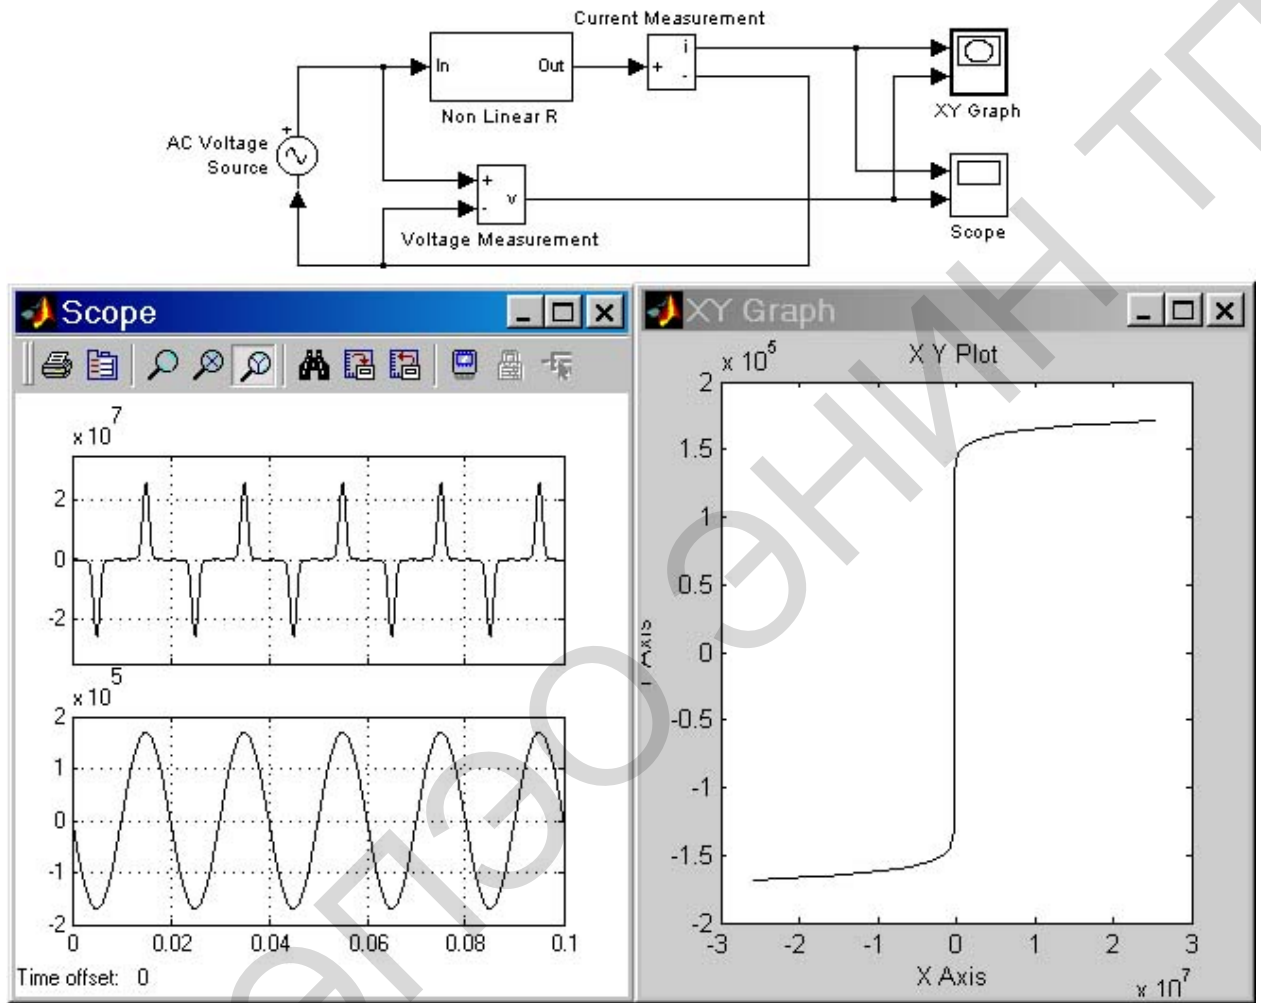 Current Measurement
i
In
Out
+
-
Non Linear R
XY Graph
AC Voltage
Source
+
+
-
v
Voltage Measurement
Scope
Scope
XY Graph
x 10^7
2
0
-2
x 10^5
2
1
0
-1
-2
0
0.02
0.04
0.06
0.08
0.1
Time offset: 0
x 10^5
X Y Plot
2
1.5
1
0.5
0
-0.5
-1
-1.5
-2
Axis
-3
-2
-1
0
1
2
3
X Axis
x 10^7
ЭНИН